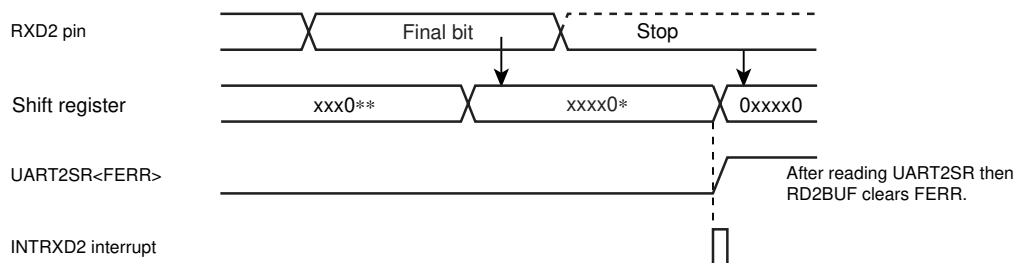 RXD2 pin
Final bit
Stop
Shift register
xxx0**
xxxx0*
0xxxx0
UART2SR<FERR>
After reading UART2SR then
RD2BUF clears FERR.
INTRXD2 interrupt